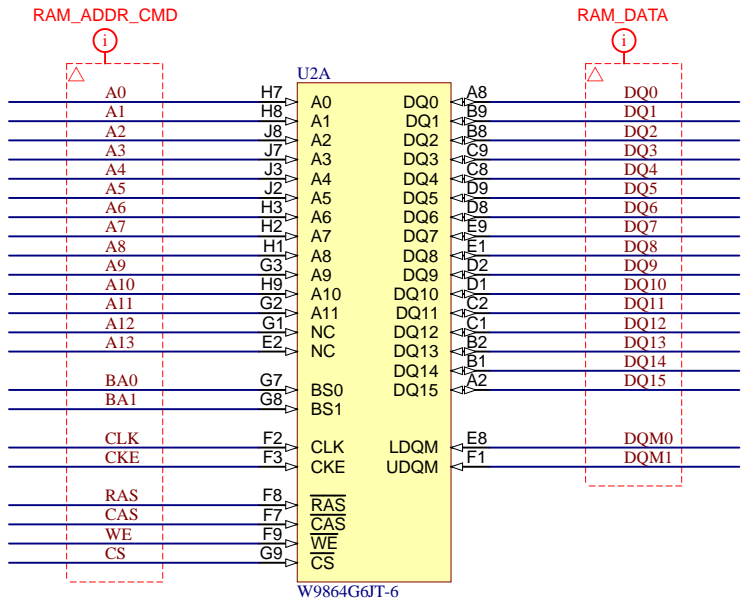 RAM_ADDR_CMD RAM_DATA
i i
U2A
A0 H7 A0 DQ0 A8 DQ0
A1 H8 A1 DQ1 B9 DQ1
A2 J8 A2 DQ2 B8 DQ2
A3 J7 A3 DQ3 C9 DQ3
A4 J3 A4 DQ4 C8 DQ4
A5 J2 A5 DQ5 D9 DQ5
A6 H3 A6 DQ6 D8 DQ6
A7 H2 A7 DQ7 E9 DQ7
A8 H1 A8 DQ8 E1 DQ8
A9 G3 A9 DQ9 D2 DQ9
A10 H9 A10 DQ10 D1 DQ10
A11 G2 A11 DQ11 C2 DQ11
A12 G1 NC DQ12 C1 DQ12
A13 E2 NC DQ13 B2 DQ13
DQ14 B1 DQ14
BA0 G7 BS0 DQ15 A2 DQ15
BA1 G8 BS1
CLK F2 CLK LDQM E8 DQM0
CKE F3 CKE UDQM F1 DQM1
RAS F8 RAS
CAS F7 CAS
WE F9 WE
CS G9 CS
W9864G6JT-6